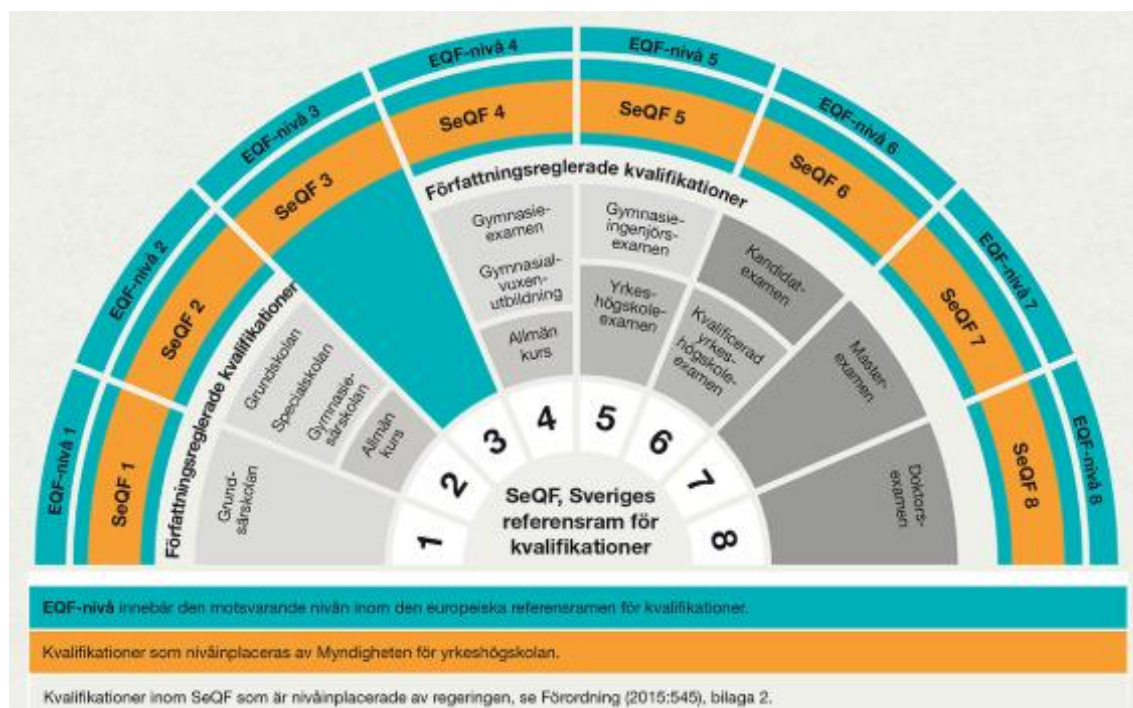 EQF-nivå 1
EQF-nivå 2
EQF-nivå 3
EQF-nivå 4
EQF-nivå 5
EQF-nivå 6
EQF-nivå 7
EQF-nivå 8
SeQF 1
SeQF 2
SeQF 3
SeQF 4
SeQF 5
SeQF 6
SeQF 7
SeQF 8
Författningsreglerade kvalifikationer
Grund-
särskolan
Grundskolan
Specialskolan
Gymnasie-
särskolan
Allmän
kurs
Författningsreglerade kvalifikationer
Gymnasie-
examen
Gymnasial-
vuxen-
utbildning
Allmän
kurs
Gymnasie-
ingenjörs-
examen
Yrkes-
högskole-
examen
Kandidat-
examen
Kvalificerad
yrkes-
högskole-
examen
Master-
examen
Doktors-
examen
1
2
3
4
5
6
7
8
SeQF, Sveriges
referensram för
kvalifikationer
EQF-nivå innebär den motsvarande nivån inom den europeiska referensramen för kvalifikationer.
Kvalifikationer som nivåinplaceras av Myndigheten för yrkeshögskolan.
Kvalifikationer inom SeQF som är nivåinplacerade av regeringen, se Förordning (2015:545), bilaga 2.